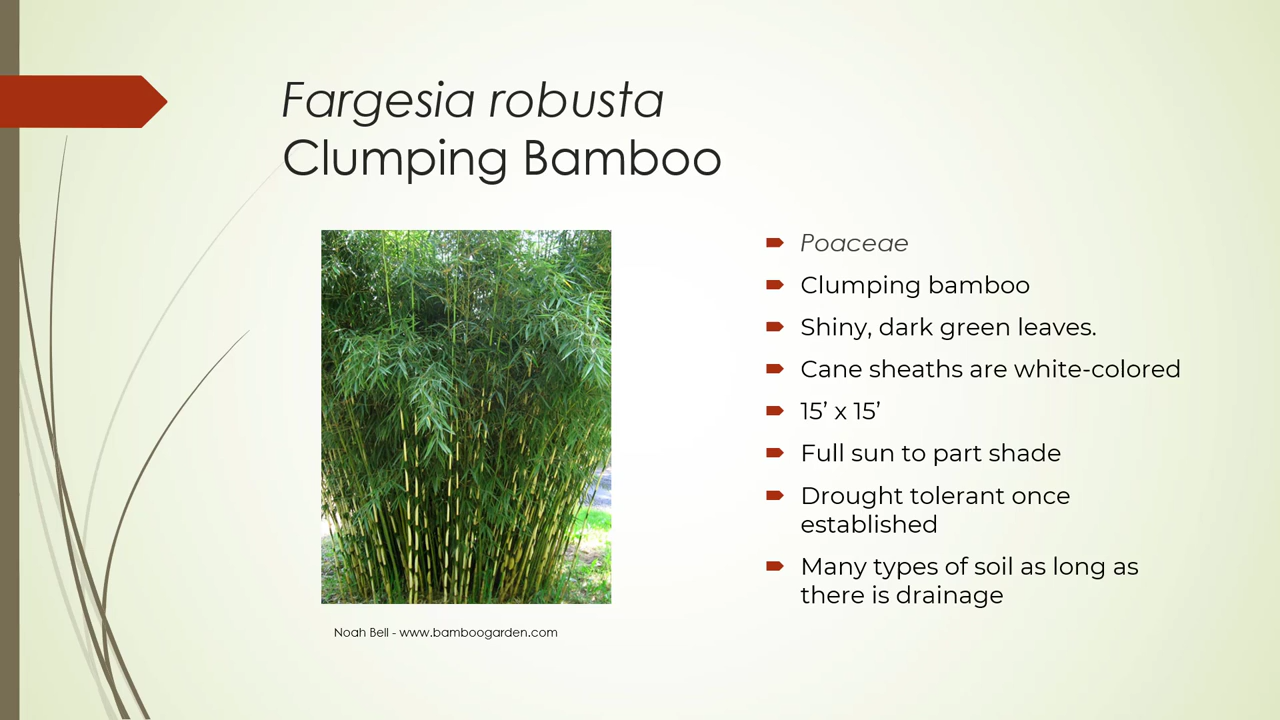 Fargesia robusta
Clumping Bamboo
Poaceae
Clumping bamboo
Shiny, dark green leaves.
Cane sheaths are white-colored
15’ x 15’
Full sun to part shade
Drought tolerant once
established
Many types of soil as long as
there is drainage
Noah Bell - www.bamboogarden.com